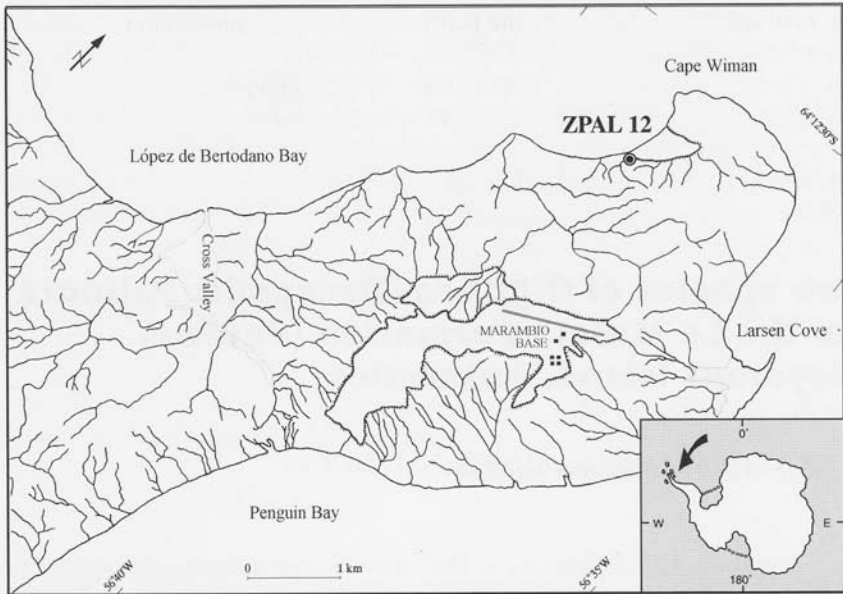 N
Cape Wiman
64°12'30"S
ZPAL 12
López de Bertodano Bay
Cross Valley
MARAMBIO
BASE
Larsen Cove
Penguin Bay
0 1 km
56°40'W
56°35'W
0°
W
E
180°